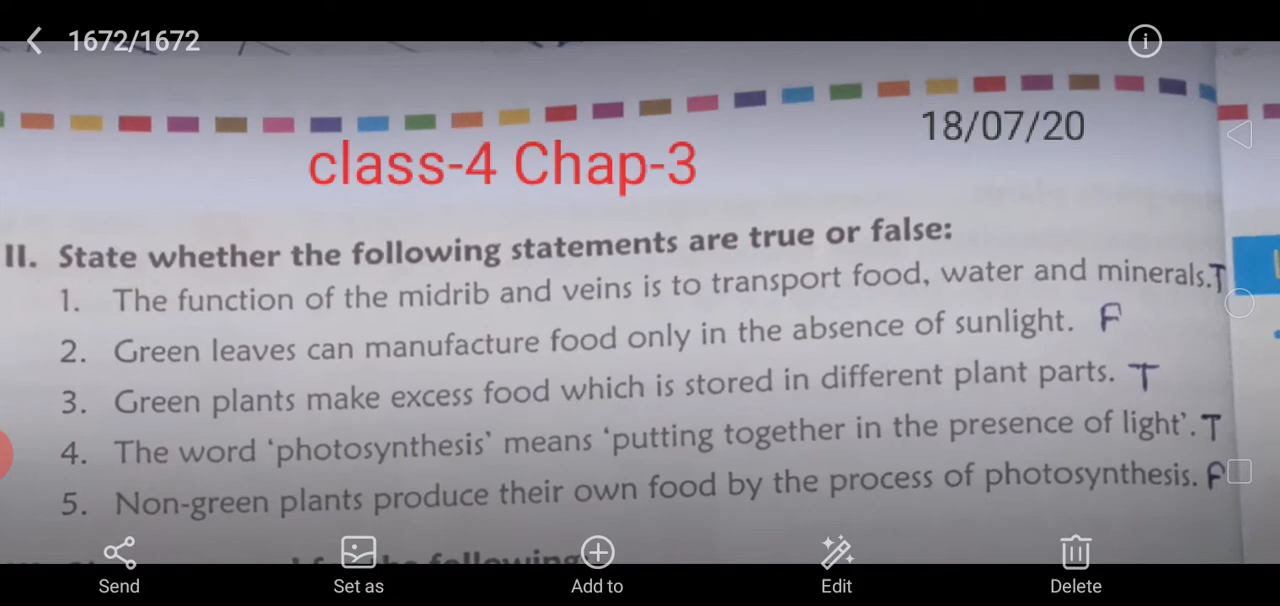 1672/1672
18/07/20
class-4 Chap-3
II. State whether the following statements are true or false:
1. The function of the midrib and veins is to transport food, water and minerals. T
2. Green leaves can manufacture food only in the absence of sunlight. F
3. Green plants make excess food which is stored in different plant parts. T
4. The word ‘photosynthesis’ means ‘putting together in the presence of light’. T
5. Non-green plants produce their own food by the process of photosynthesis. F
following
Send Set as Add to Edit Delete